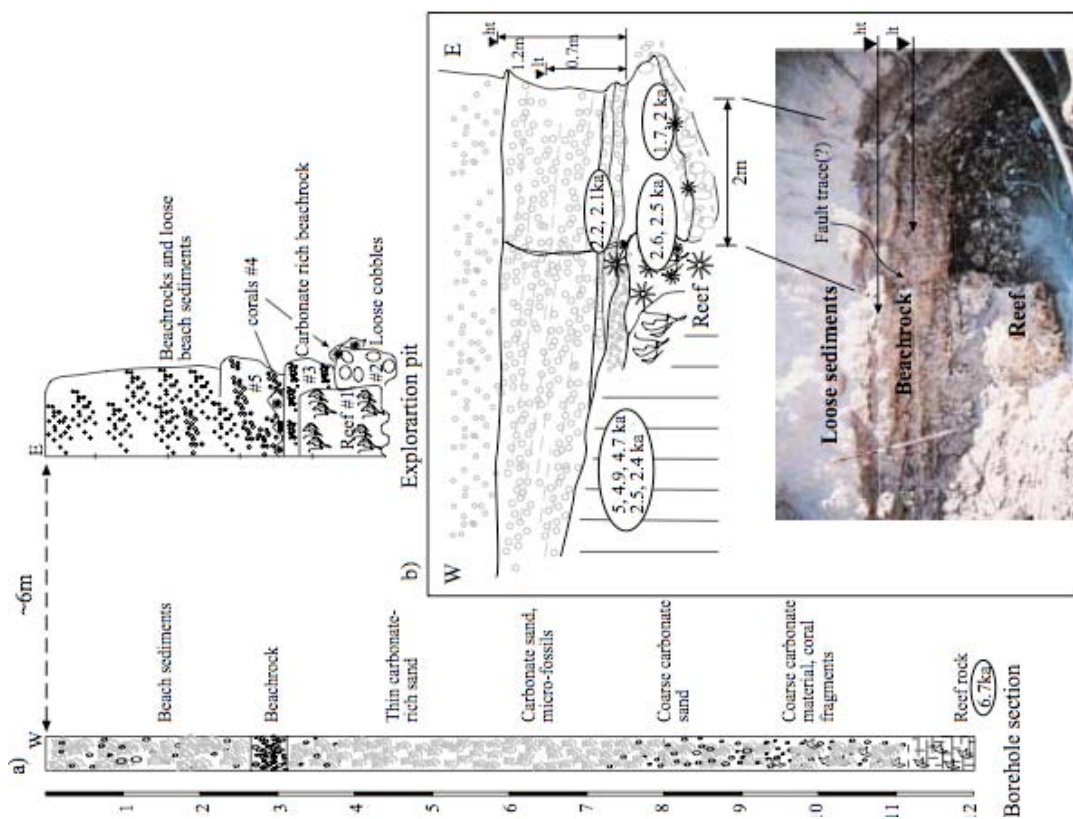 a)
W
~6m
E
1
2
3
4
5
6
7
8
9
10
11
12
Beach sediments
Beachrock
Thin carbonate-
rich sand
Carbonate sand,
micro-fossils
Coarse carbonate
sand
Coarse carbonate
material, coral
fragments
Reef rock
6.7ka
Borehole section
Beachrocks and loose
beach sediments
corals #4
Carbonate rich beachrock
#5
#3
Reef #1
#2
Loose cobbles
Explorartion pit
b)
W
E
ht
1.2m
lt
0.7m
2.2, 2.1ka
1.7, 2 ka
2.6, 2.5 ka
5, 4.9, 4.7 ka
2.5, 2.4 ka
Reef
2m
Fault trace(?)
ht
lt
Loose sediments
Beachrock
Reef